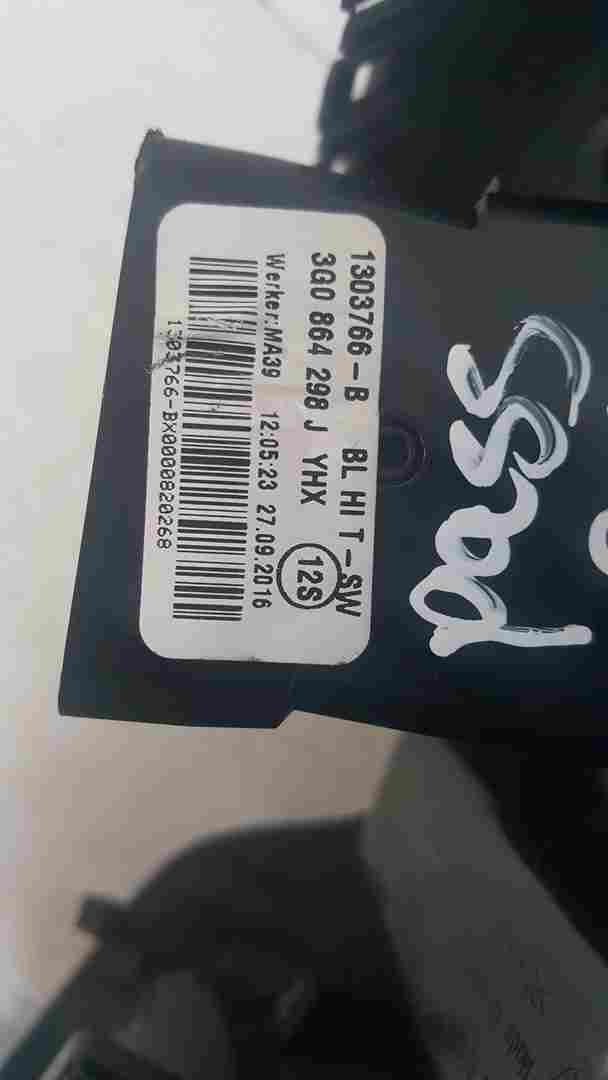 1303766-B BL HI T-SW
3G0 864 298 J YHX
12S
Werker:MA39 12:05:23 27.09.2016
1303766-BX0000820268
pass